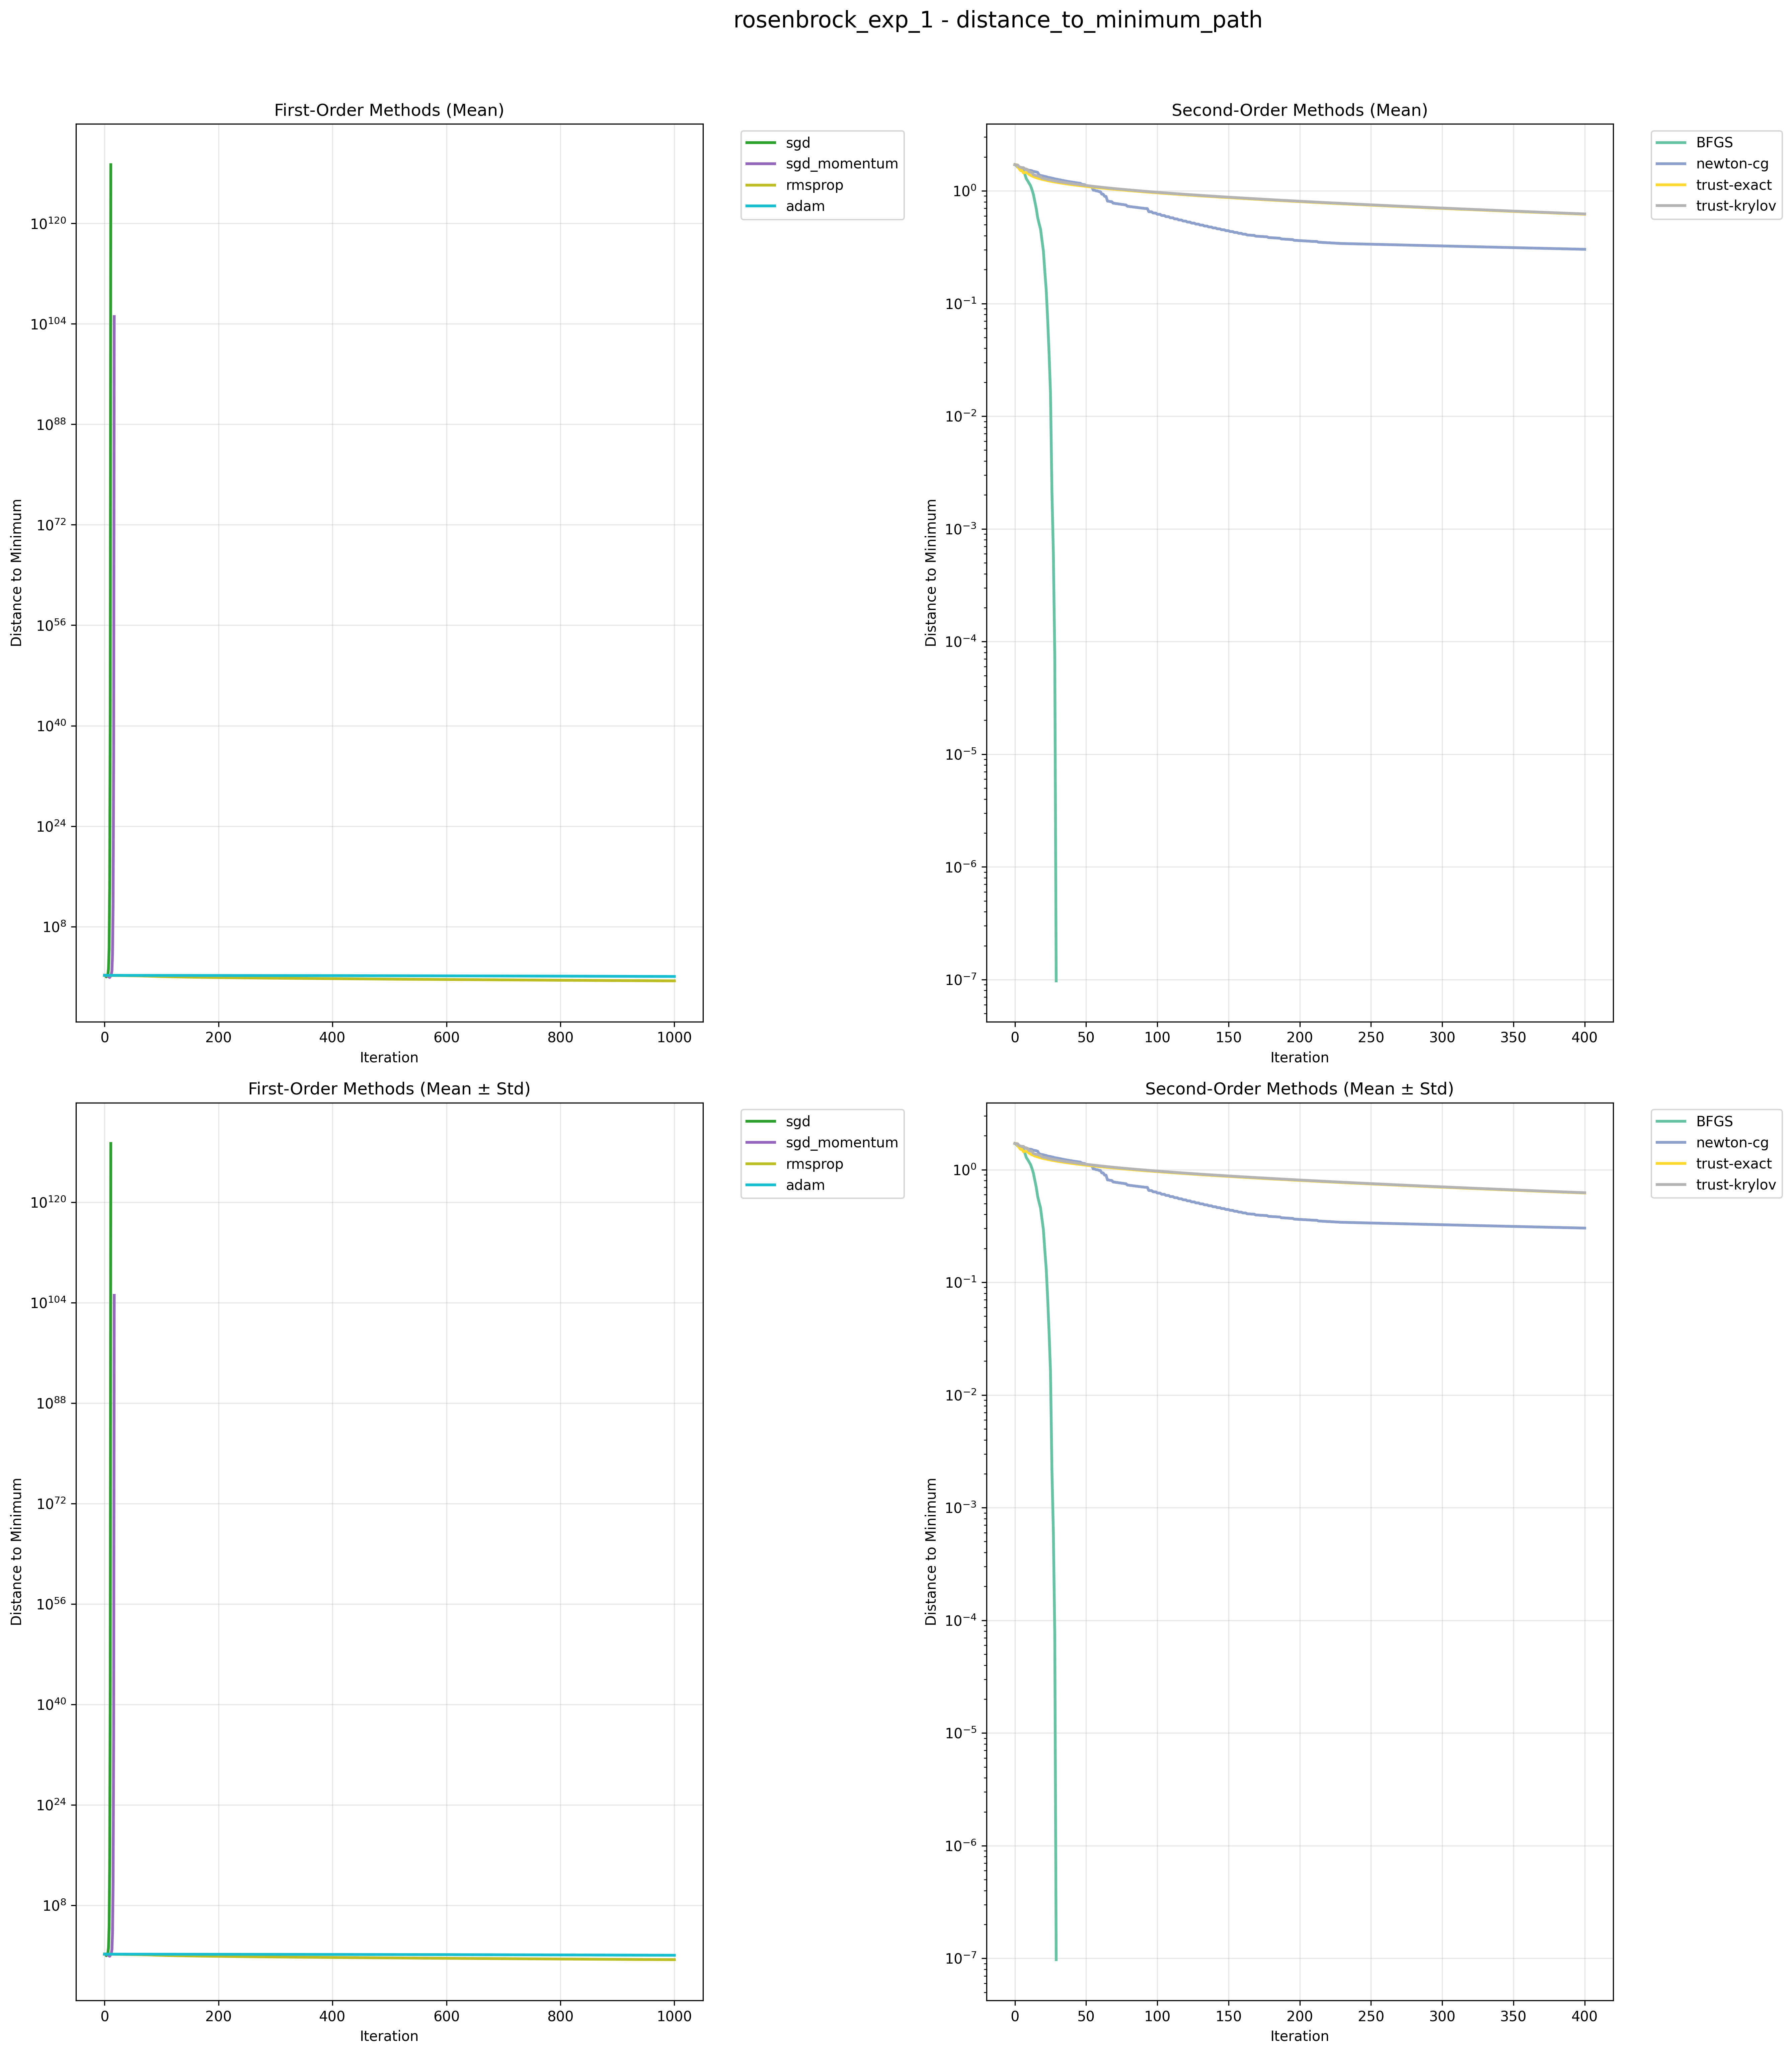 rosenbrock_exp_1 - distance_to_minimum_path
First-Order Methods (Mean)
Distance to Minimum
10^120
10^104
10^88
10^72
10^56
10^40
10^24
10^8
0 200 400 600 800 1000
Iteration
sgd
sgd_momentum
rmsprop
adam
Second-Order Methods (Mean)
Distance to Minimum
10^0
10^−1
10^−2
10^−3
10^−4
10^−5
10^−6
10^−7
0 50 100 150 200 250 300 350 400
Iteration
BFGS
newton-cg
trust-exact
trust-krylov
First-Order Methods (Mean ± Std)
Distance to Minimum
10^120
10^104
10^88
10^72
10^56
10^40
10^24
10^8
0 200 400 600 800 1000
Iteration
sgd
sgd_momentum
rmsprop
adam
Second-Order Methods (Mean ± Std)
Distance to Minimum
10^0
10^−1
10^−2
10^−3
10^−4
10^−5
10^−6
10^−7
0 50 100 150 200 250 300 350 400
Iteration
BFGS
newton-cg
trust-exact
trust-krylov